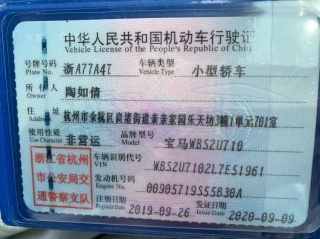 中华人民共和国机动车行驶证
Vehicle License of the People's Republic of China
号牌号码 浙A77A4T 车辆类型 小型轿车
Plate No. Vehicle Type
所有人 陶如倩
Owner
住址 杭州市余杭区良渚街道亲亲家园乐天地3幢1单元701室
Address
使用性质 非营运 品牌型号 宝马WBS2U710
Use Character Model
浙江省杭州 车辆识别代号 WBS2U7102L7E51961
VIN
市公安局交 发动机号码 00905719S55B30A
Engine No.
通警察支队 注册日期 2019-09-26 发证日期 2020-09-09
Register Date Issue Date